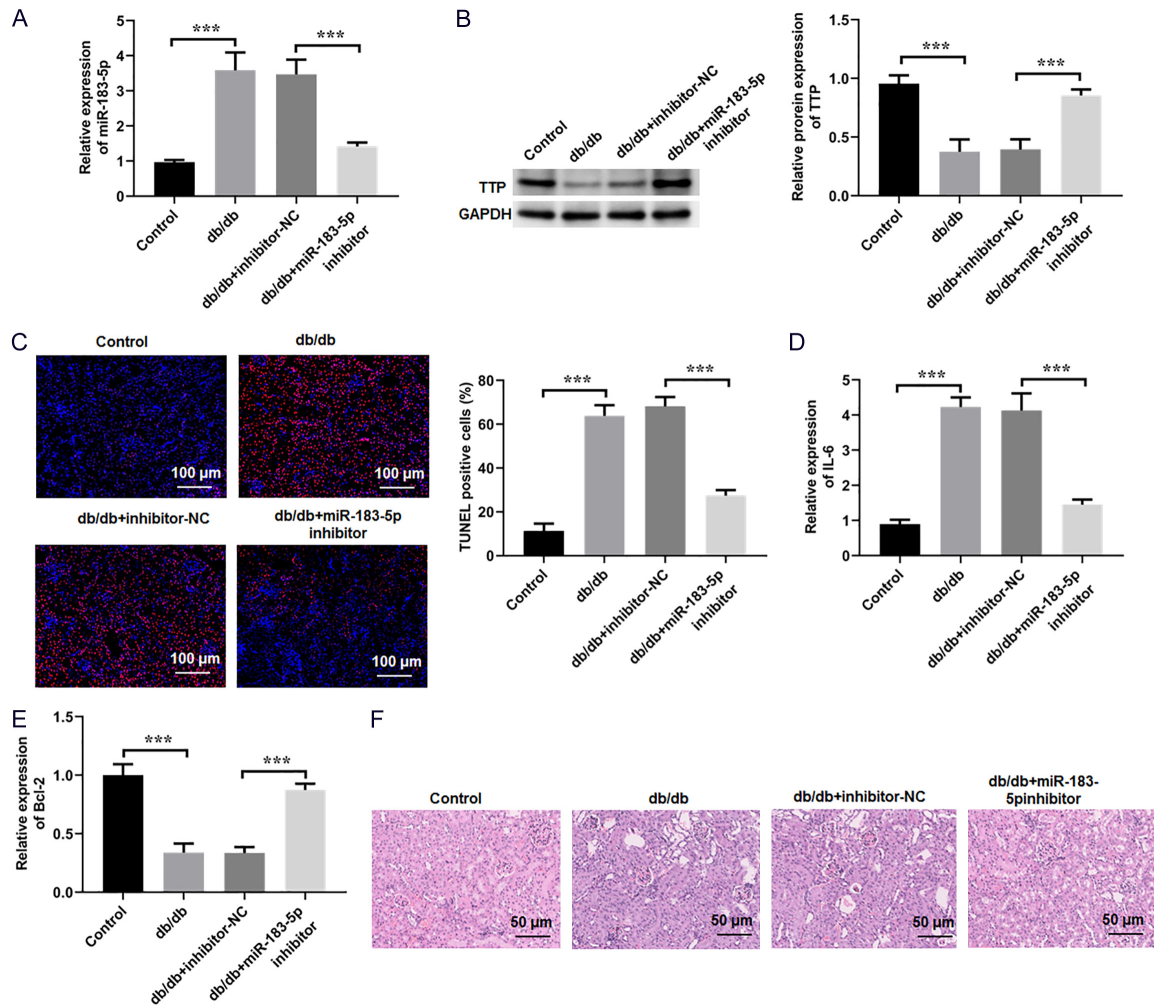 A
Relative expression
of miR-183-5p
5
4
3
2
1
0
***
***
Control
db/db
db/db+inhibitor-NC
db/db+miR-183-5p
inhibitor
B
Control
db/db
db/db+inhibitor-NC
db/db+miR-183-5p
inhibitor
TTP
GAPDH
Relative prorein expression
of TTP
1.5
1.0
0.5
0.0
***
***
Control
db/db
db/db+inhibitor-NC
db/db+miR-183-5p
inhibitor
C
Control
db/db
100 μm
100 μm
db/db+inhibitor-NC
db/db+miR-183-5p
inhibitor
100 μm
100 μm
TUNEL positive cells (%)
80
60
40
20
0
***
***
Control
db/db
db/db+inhibitor-NC
db/db+miR-183-5p
inhibitor
D
Relative expression
of IL-6
5
4
3
2
1
0
***
***
Control
db/db
db/db+inhibitor-NC
db/db+miR-183-5p
inhibitor
E
Relative expression
of Bcl-2
1.5
1.0
0.5
0.0
***
***
Control
db/db
db/db+inhibitor-NC
db/db+miR-183-5p
inhibitor
F
Control
db/db
db/db+inhibitor-NC
db/db+miR-183-
5pinhibitor
50 μm
50 μm
50 μm
50 μm